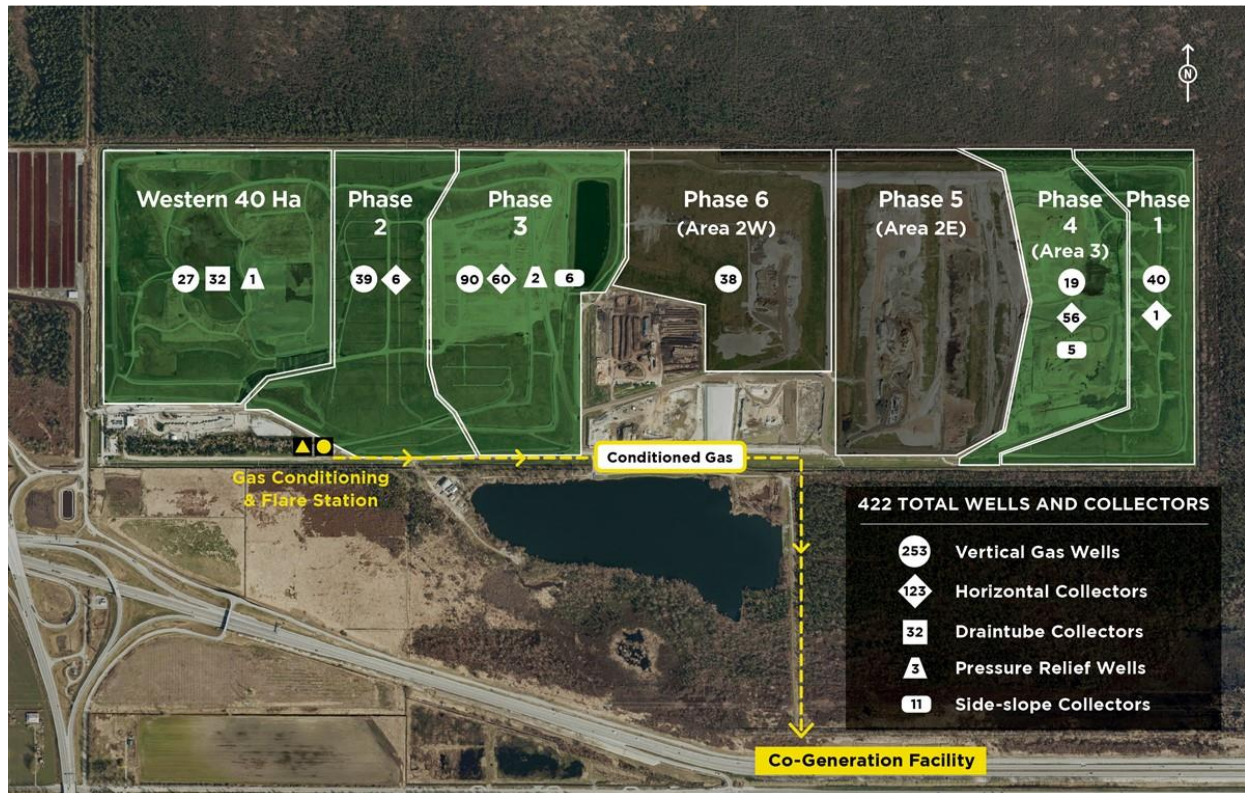 N
Western 40 Ha
27 32 1
Phase
2
39 6
Phase
3
90 60 2 6
Phase 6
(Area 2W)
38
Phase 5
(Area 2E)
Phase
4
(Area 3)
19
56
5
Phase
1
40
1
Gas Conditioning
& Flare Station
Conditioned Gas
Co-Generation Facility
422 TOTAL WELLS AND COLLECTORS
253 Vertical Gas Wells
123 Horizontal Collectors
32 Draintube Collectors
3 Pressure Relief Wells
11 Side-slope Collectors